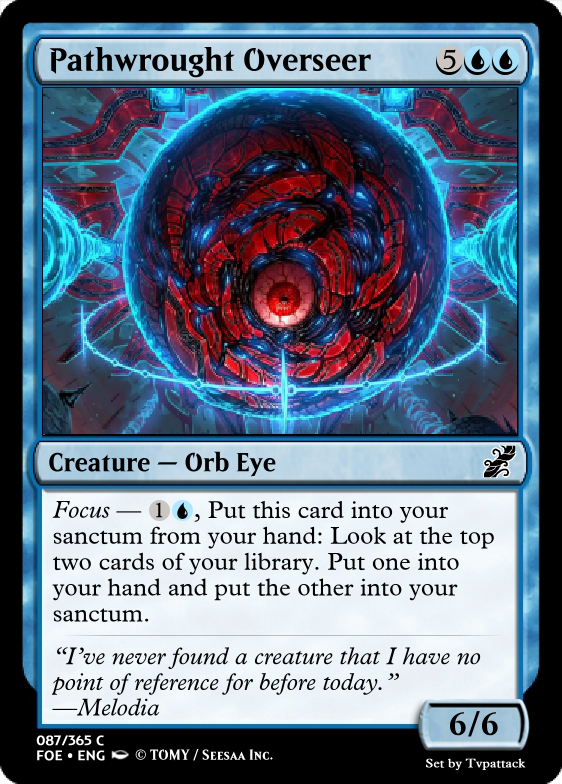 Pathwrought Overseer 5
Creature — Orb Eye
Focus — 1, Put this card into your
sanctum from your hand: Look at the top
two cards of your library. Put one into
your hand and put the other into your
sanctum.
“I’ve never found a creature that I have no
point of reference for before today.”
—Melodia
6/6
087/365 C
FOE • ENG © TOMY / Seesaa Inc.
Set by Tvpattack